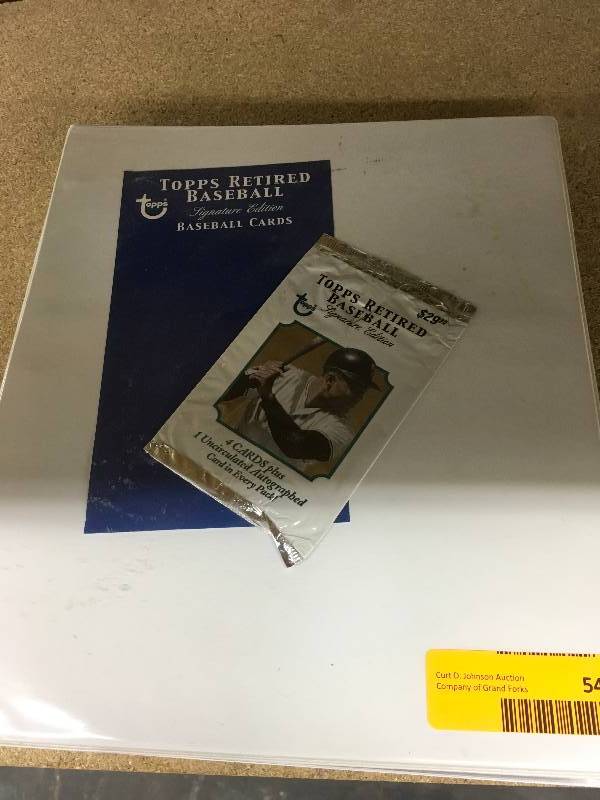 TOPPS RETIRED
BASEBALL
Topps
Signature Edition
BASEBALL CARDS
TOPPS RETIRED
BASEBALL
Signature Edition
$29.99
Topps
4 CARDS plus
1 Uncirculated Autographed
Card in Every Pack!
Curt D. Johnson Auction
Company of Grand Forks
54